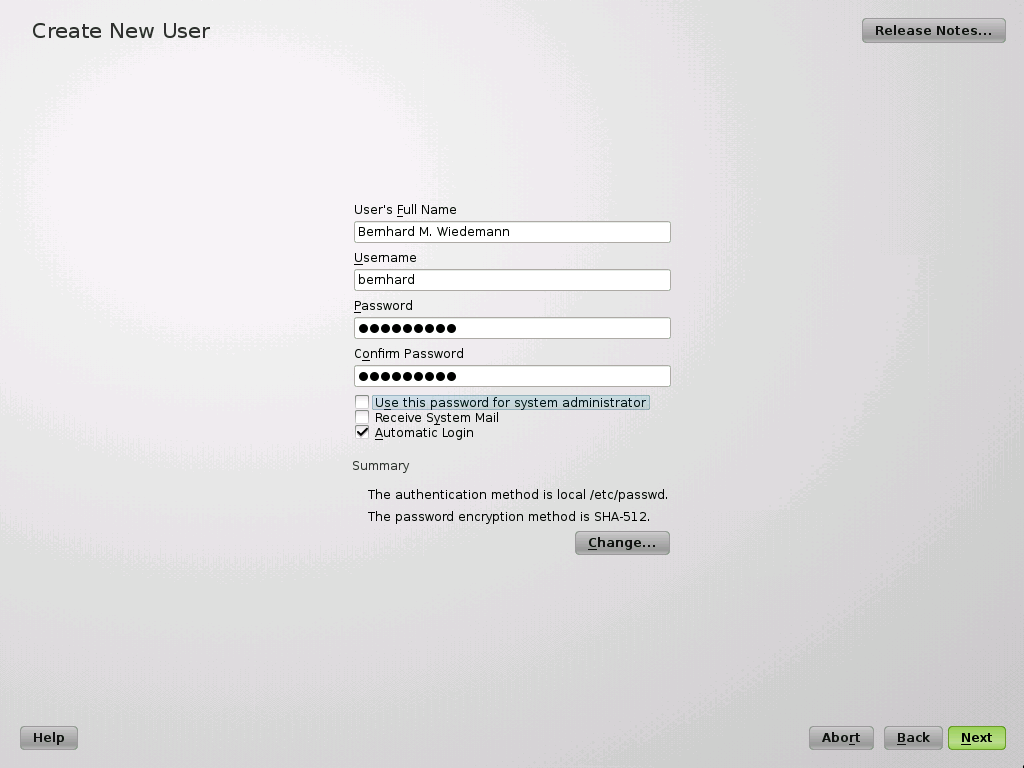 Create New User
Release Notes...
User's Full Name
Bernhard M. Wiedemann
Username
bernhard
Password
●●●●●●●●●
Confirm Password
●●●●●●●●●
Use this password for system administrator
Receive System Mail
Automatic Login
Summary
The authentication method is local /etc/passwd.
The password encryption method is SHA-512.
Change...
Help
Abort
Back
Next